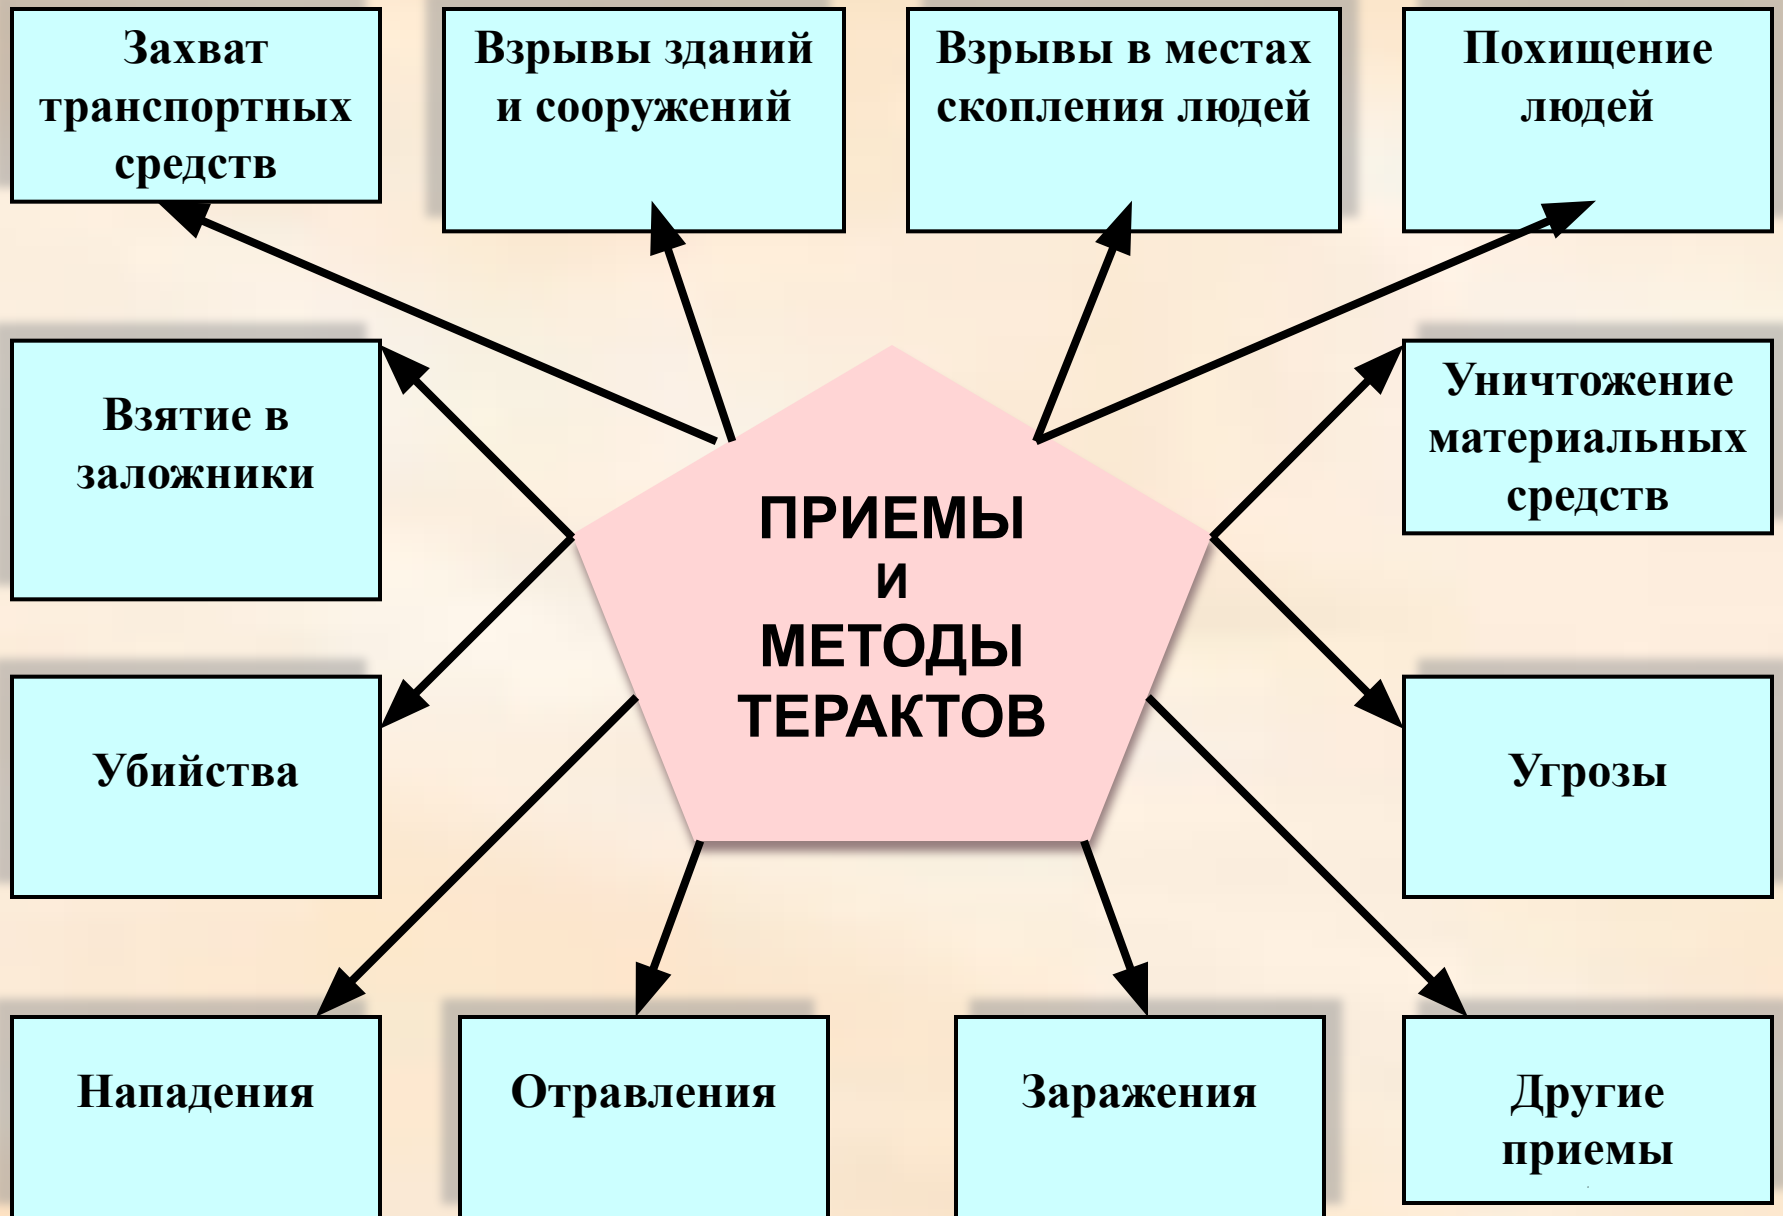 Захват
транспортных
средств
Взрывы зданий
и сооружений
Взрывы в местах
скопления людей
Похищение
людей
Взятие в
заложники
ПРИЕМЫ
И
МЕТОДЫ
ТЕРАКТОВ
Уничтожение
материальных
средств
Убийства
Угрозы
Нападения
Отравления
Заражения
Другие
приемы